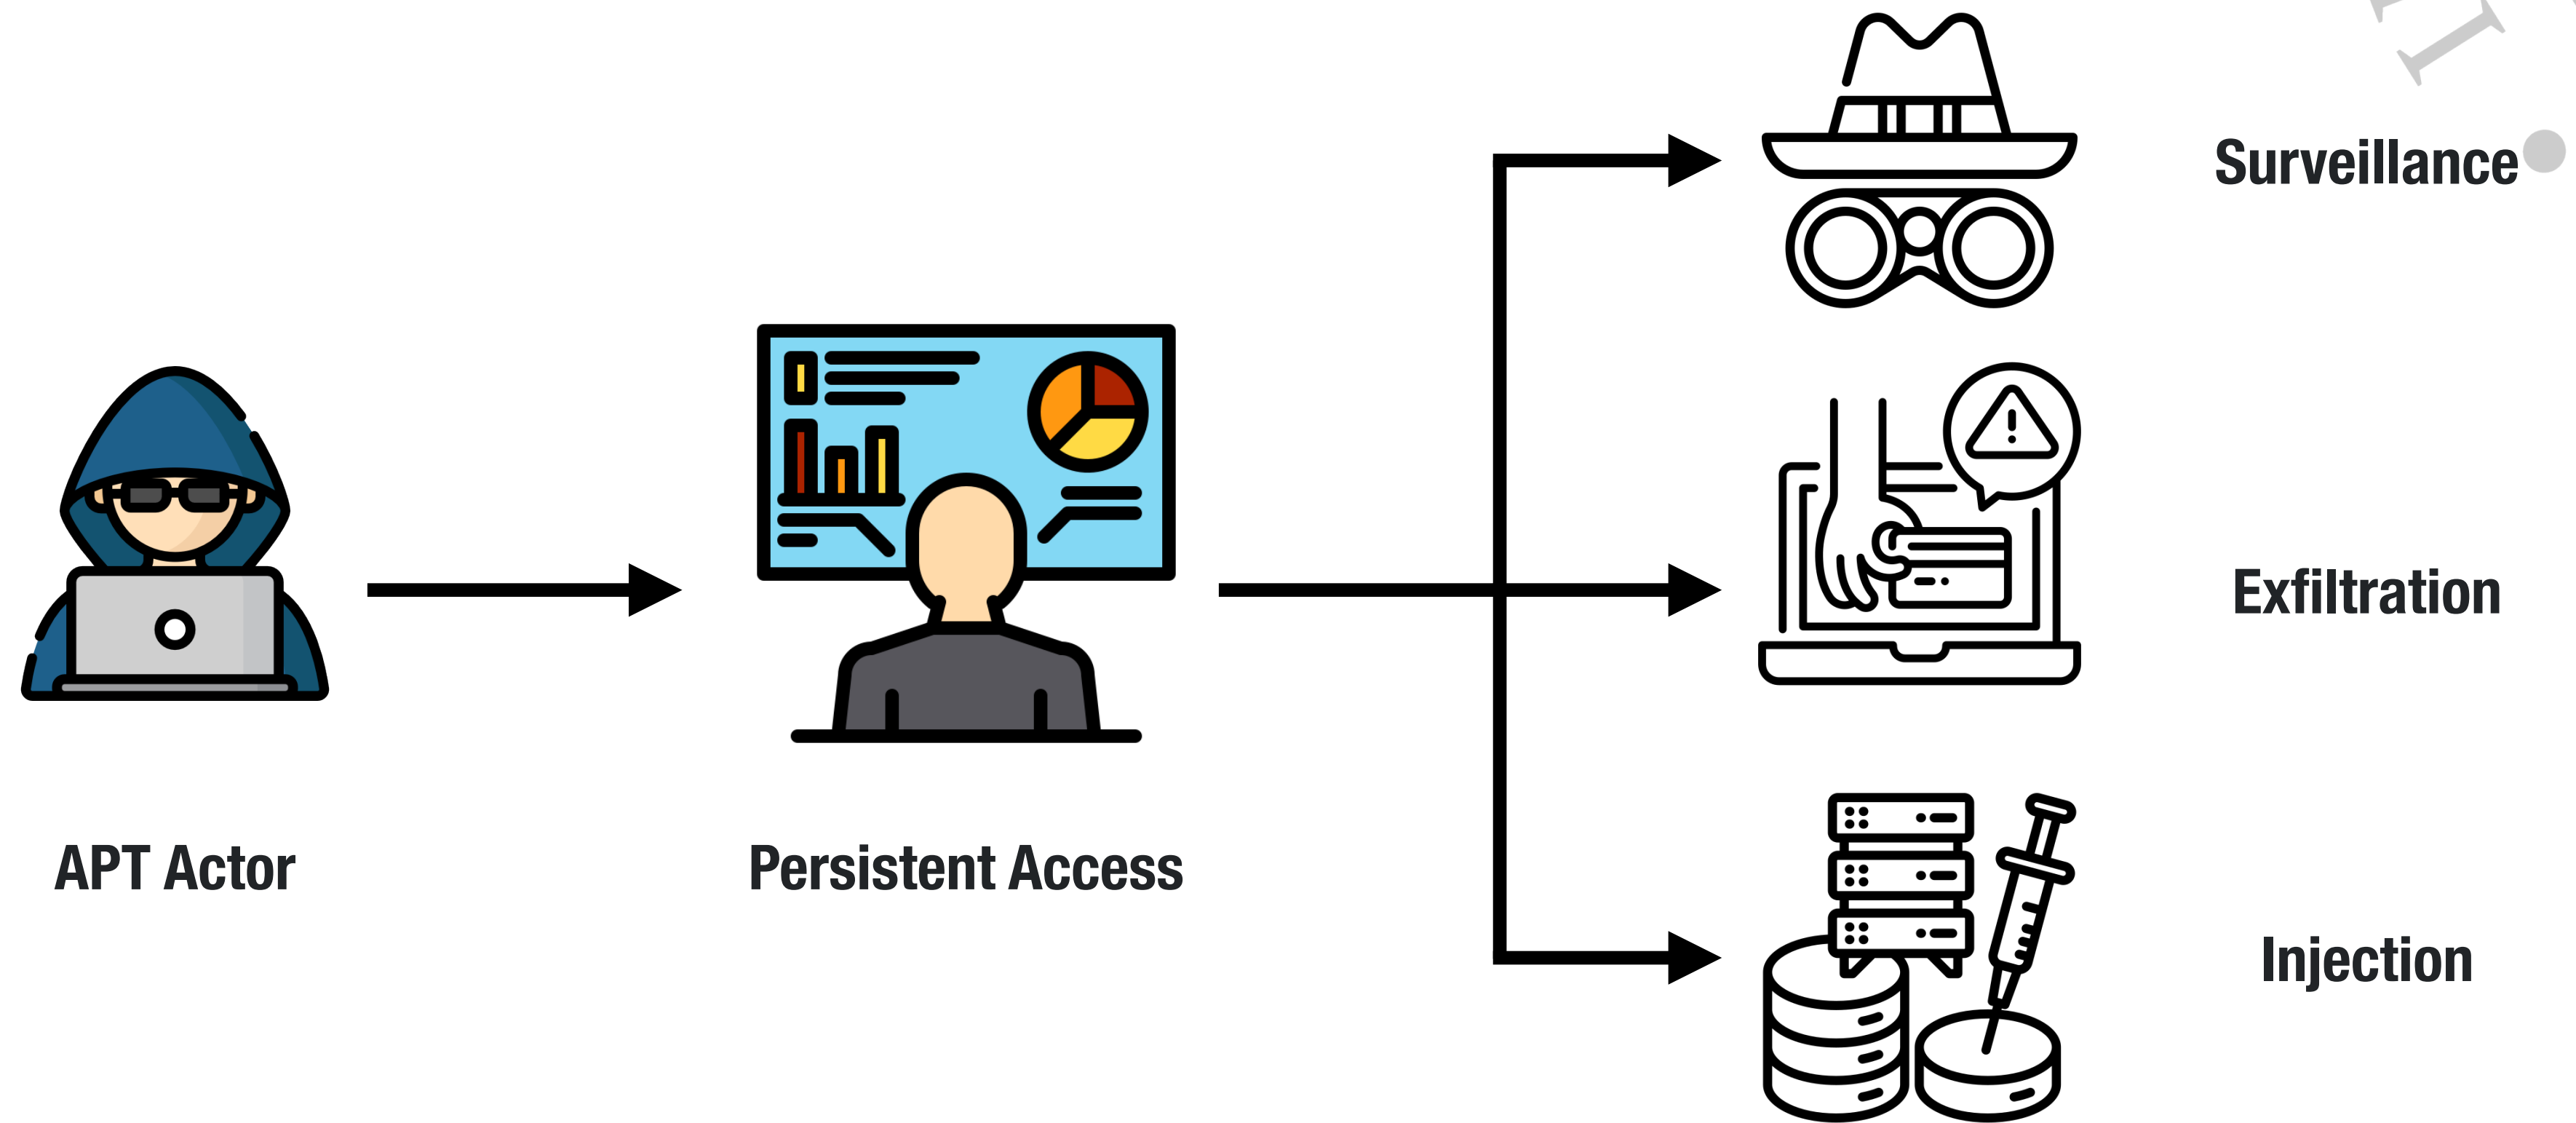 Surveillance
Exfiltration
APT Actor
Persistent Access
Injection